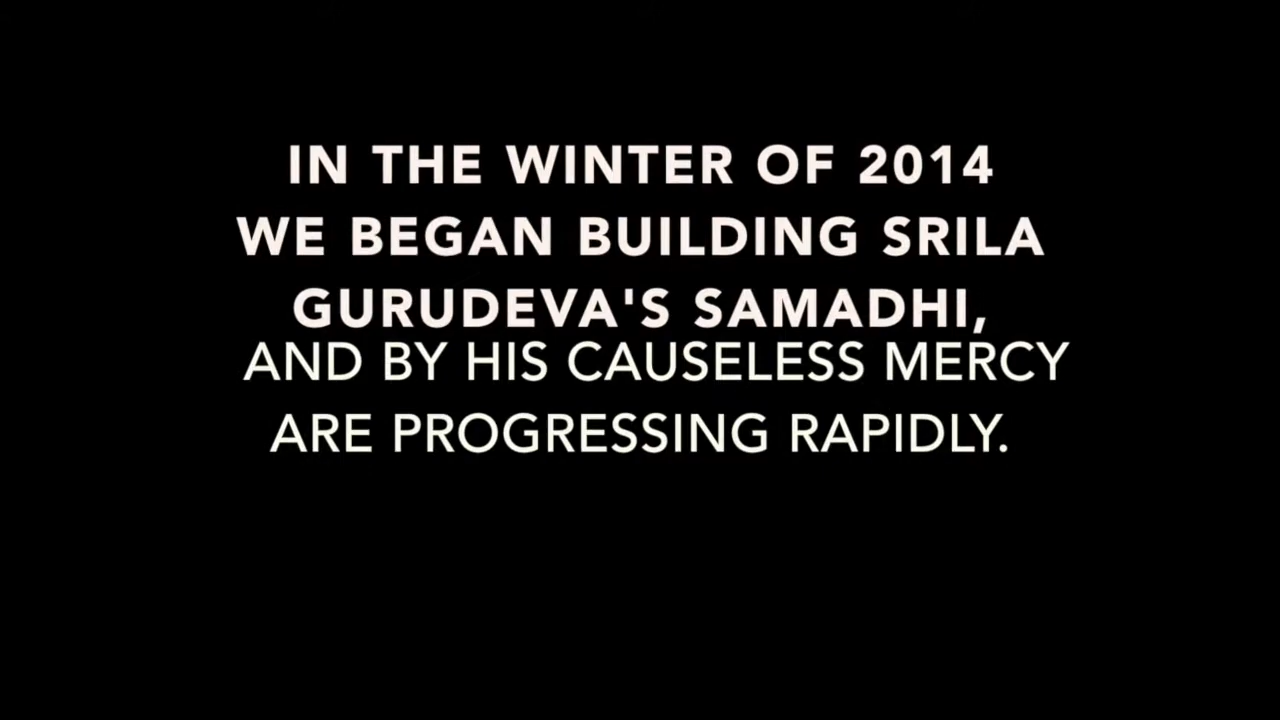 IN THE WINTER OF 2014
WE BEGAN BUILDING SRILA
GURUDEVA'S SAMADHI,
AND BY HIS CAUSELESS MERCY
ARE PROGRESSING RAPIDLY.